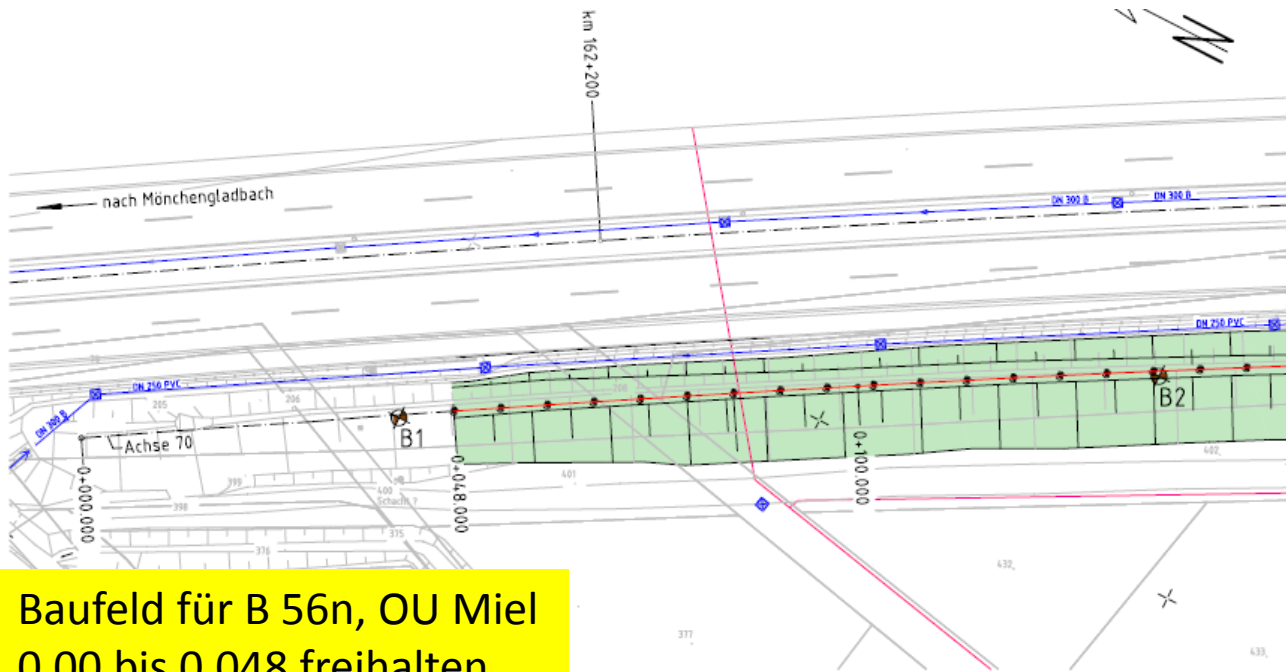 km 162+200
N
nach Mönchengladbach
DN 300 B
DN 300 B
DN 250 PVC
DN 250 PVC
205
206
208
DN 300 B
Achse 70
B1
B2
0+000.000
0+048.000
0+100.000
399
400
Schacht ?
398
401
402
375
376
432
377
433
Baufeld für B 56n, OU Miel
0,00 bis 0,048 freihalten